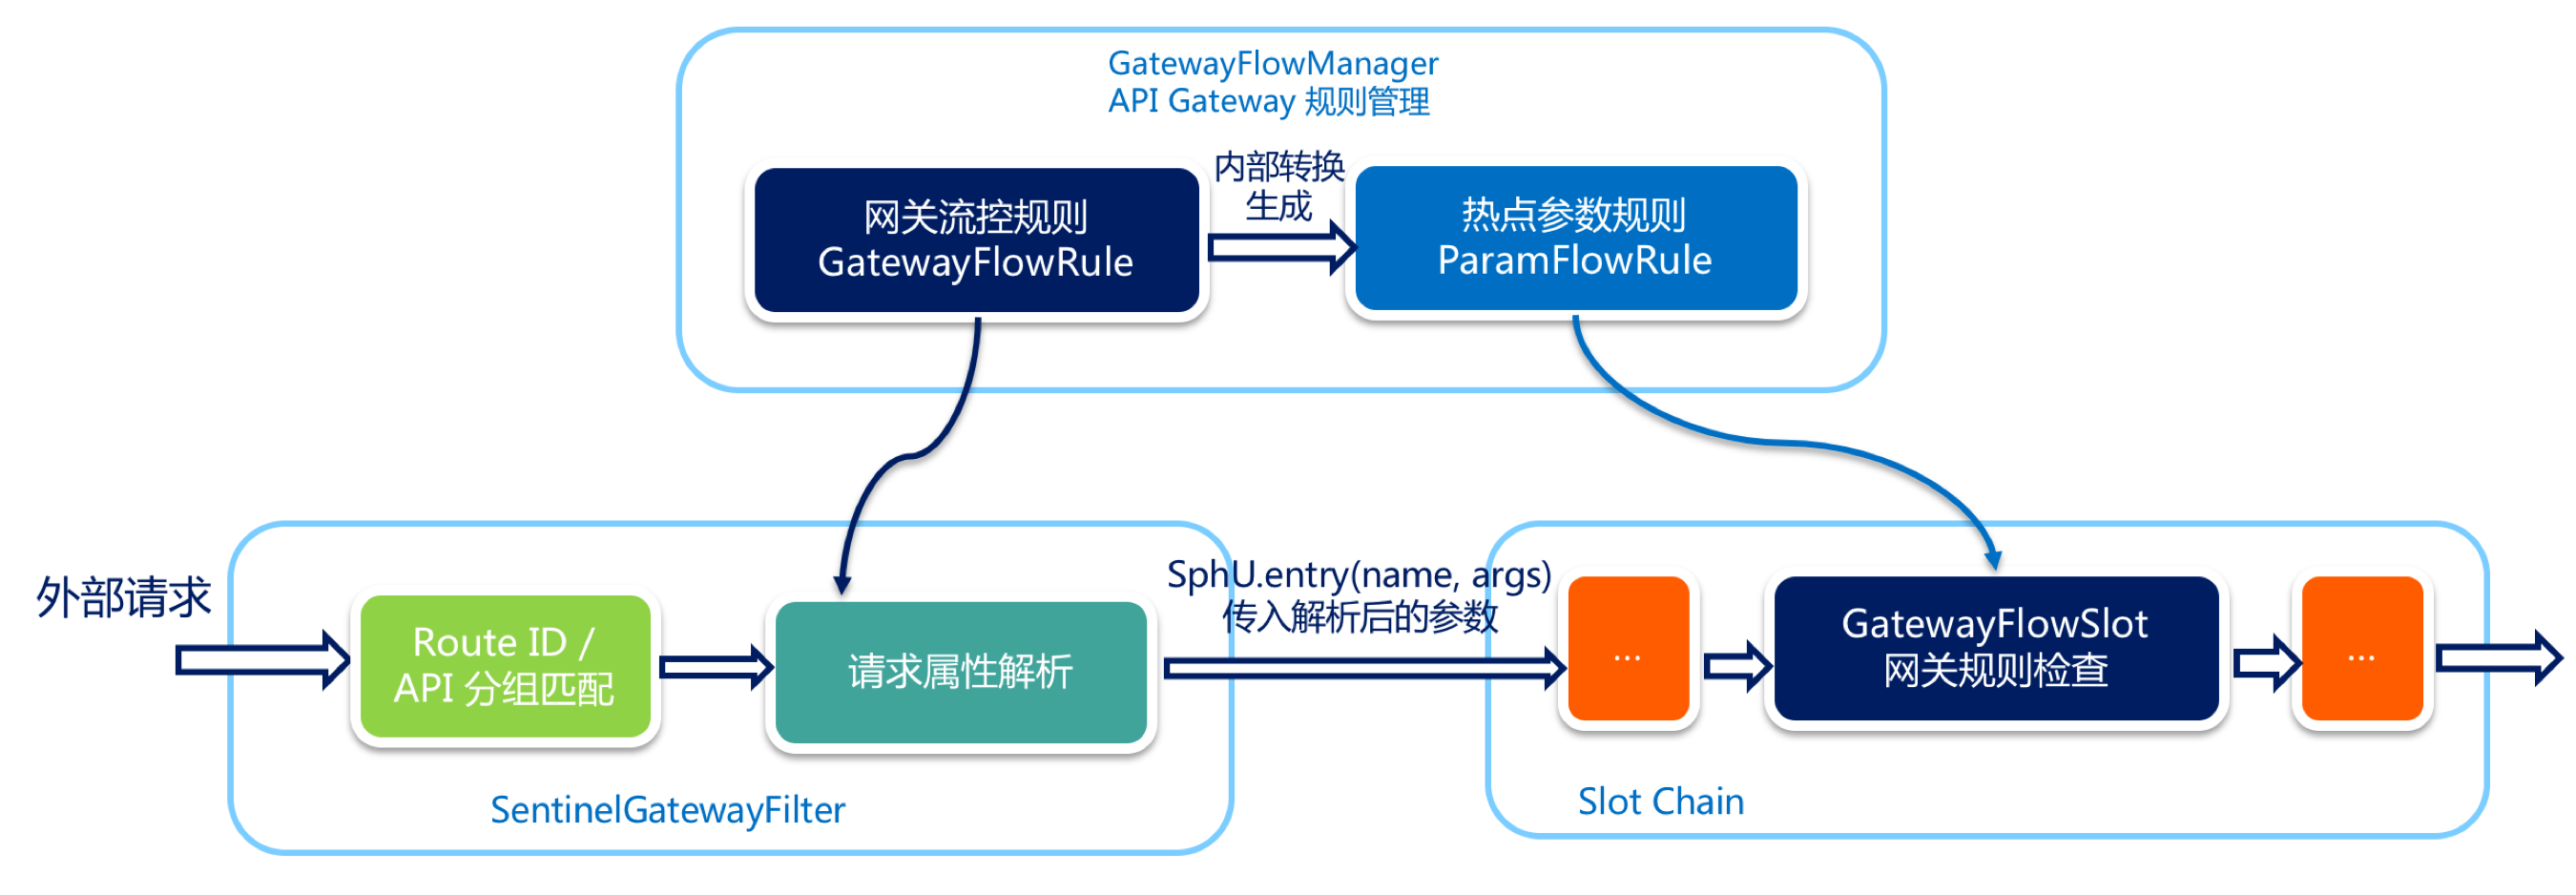 GatewayFlowManager
API Gateway 规则管理
网关流控规则
GatewayFlowRule
内部转换
生成
热点参数规则
ParamFlowRule
外部请求
Route ID /
API 分组匹配
请求属性解析
SentinelGatewayFilter
SphU.entry(name, args)
传入解析后的参数
...
GatewayFlowSlot
网关规则检查
...
Slot Chain